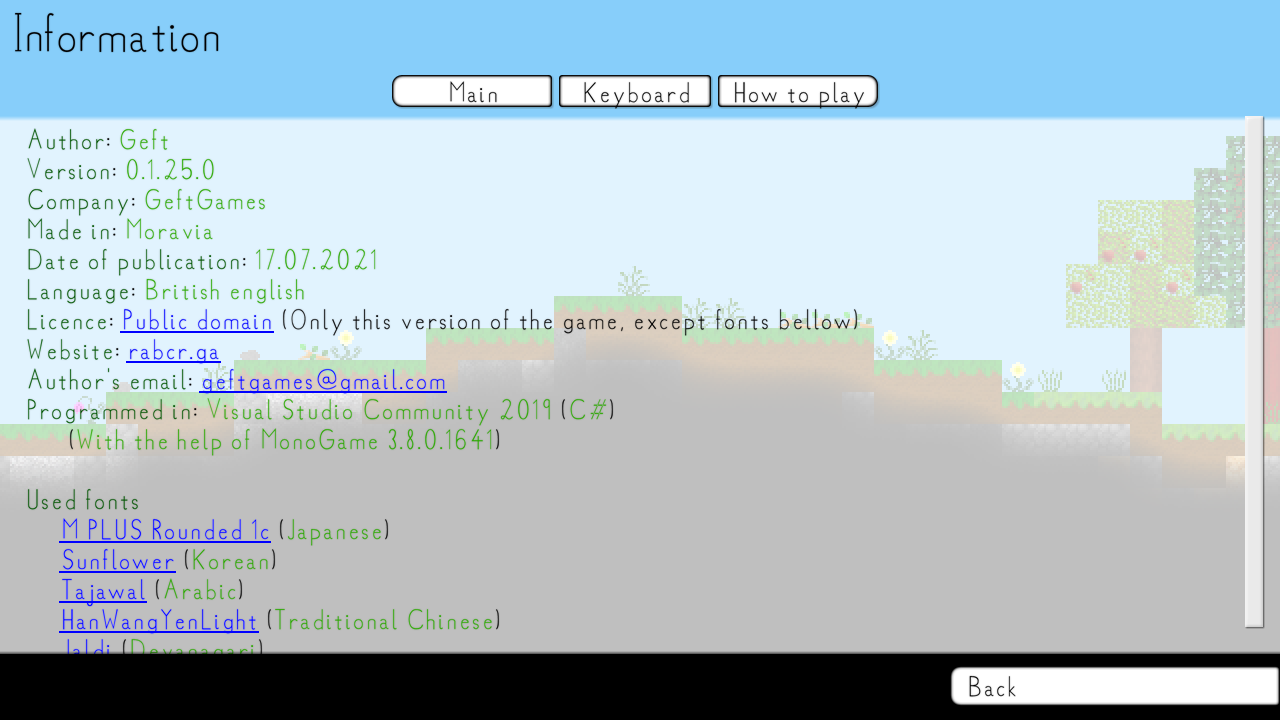 Information
Main Keyboard How to play
Author: Geft
Version: 0.1.25.0
Company: GeftGames
Made in: Moravia
Date of publication: 17.07.2021
Language: British english
Licence: Public domain (Only this version of the game, except fonts bellow)
Website: rabcr.ga
Author's email: geftgames@gmail.com
Programmed in: Visual Studio Community 2019 (C#)
(With the help of MonoGame 3.8.0.1641)
Used fonts
M PLUS Rounded 1c (Japanese)
Sunflower (Korean)
Tajawal (Arabic)
HanWangYenLight (Traditional Chinese)
Jaldi (Devanagari)
Back